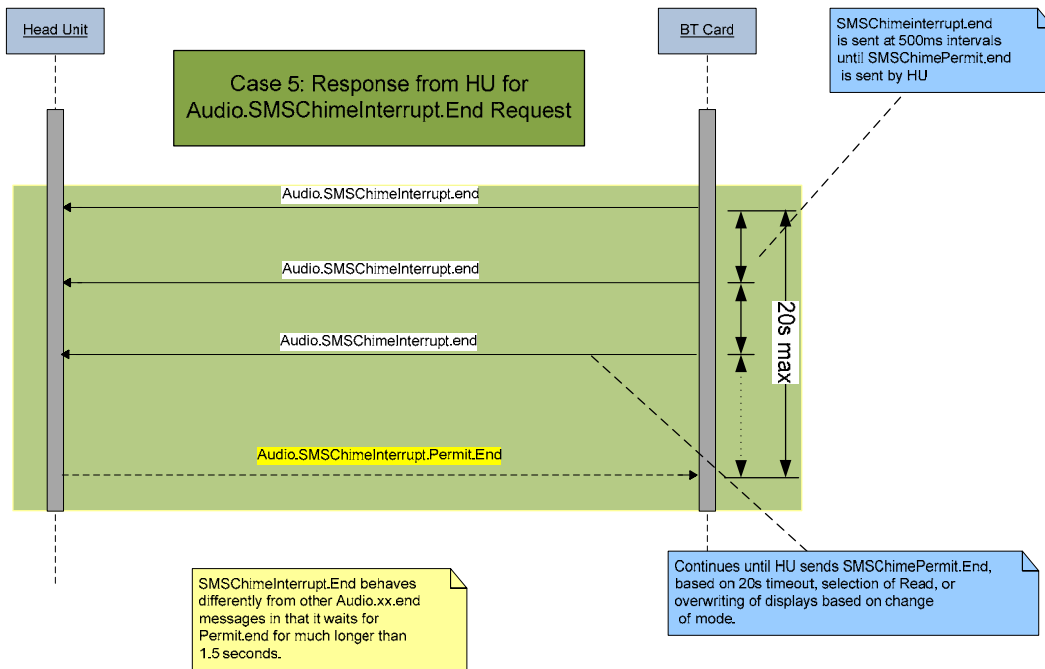 Head Unit
BT Card
SMSChimeinterrupt.end
is sent at 500ms intervals
until SMSChimePermit.end
is sent by HU
Case 5: Response from HU for
Audio.SMSChimeInterrupt.End Request
Audio.SMSChimeInterrupt.end
Audio.SMSChimeInterrupt.end
Audio.SMSChimeInterrupt.end
20s max
Audio.SMSChimeInterrupt.Permit.End
Continues until HU sends SMSChimePermit.End,
based on 20s timeout, selection of Read, or
overwriting of displays based on change
of mode.
SMSChimeInterrupt.End behaves
differently from other Audio.xx.end
messages in that it waits for
Permit.end for much longer than
1.5 seconds.